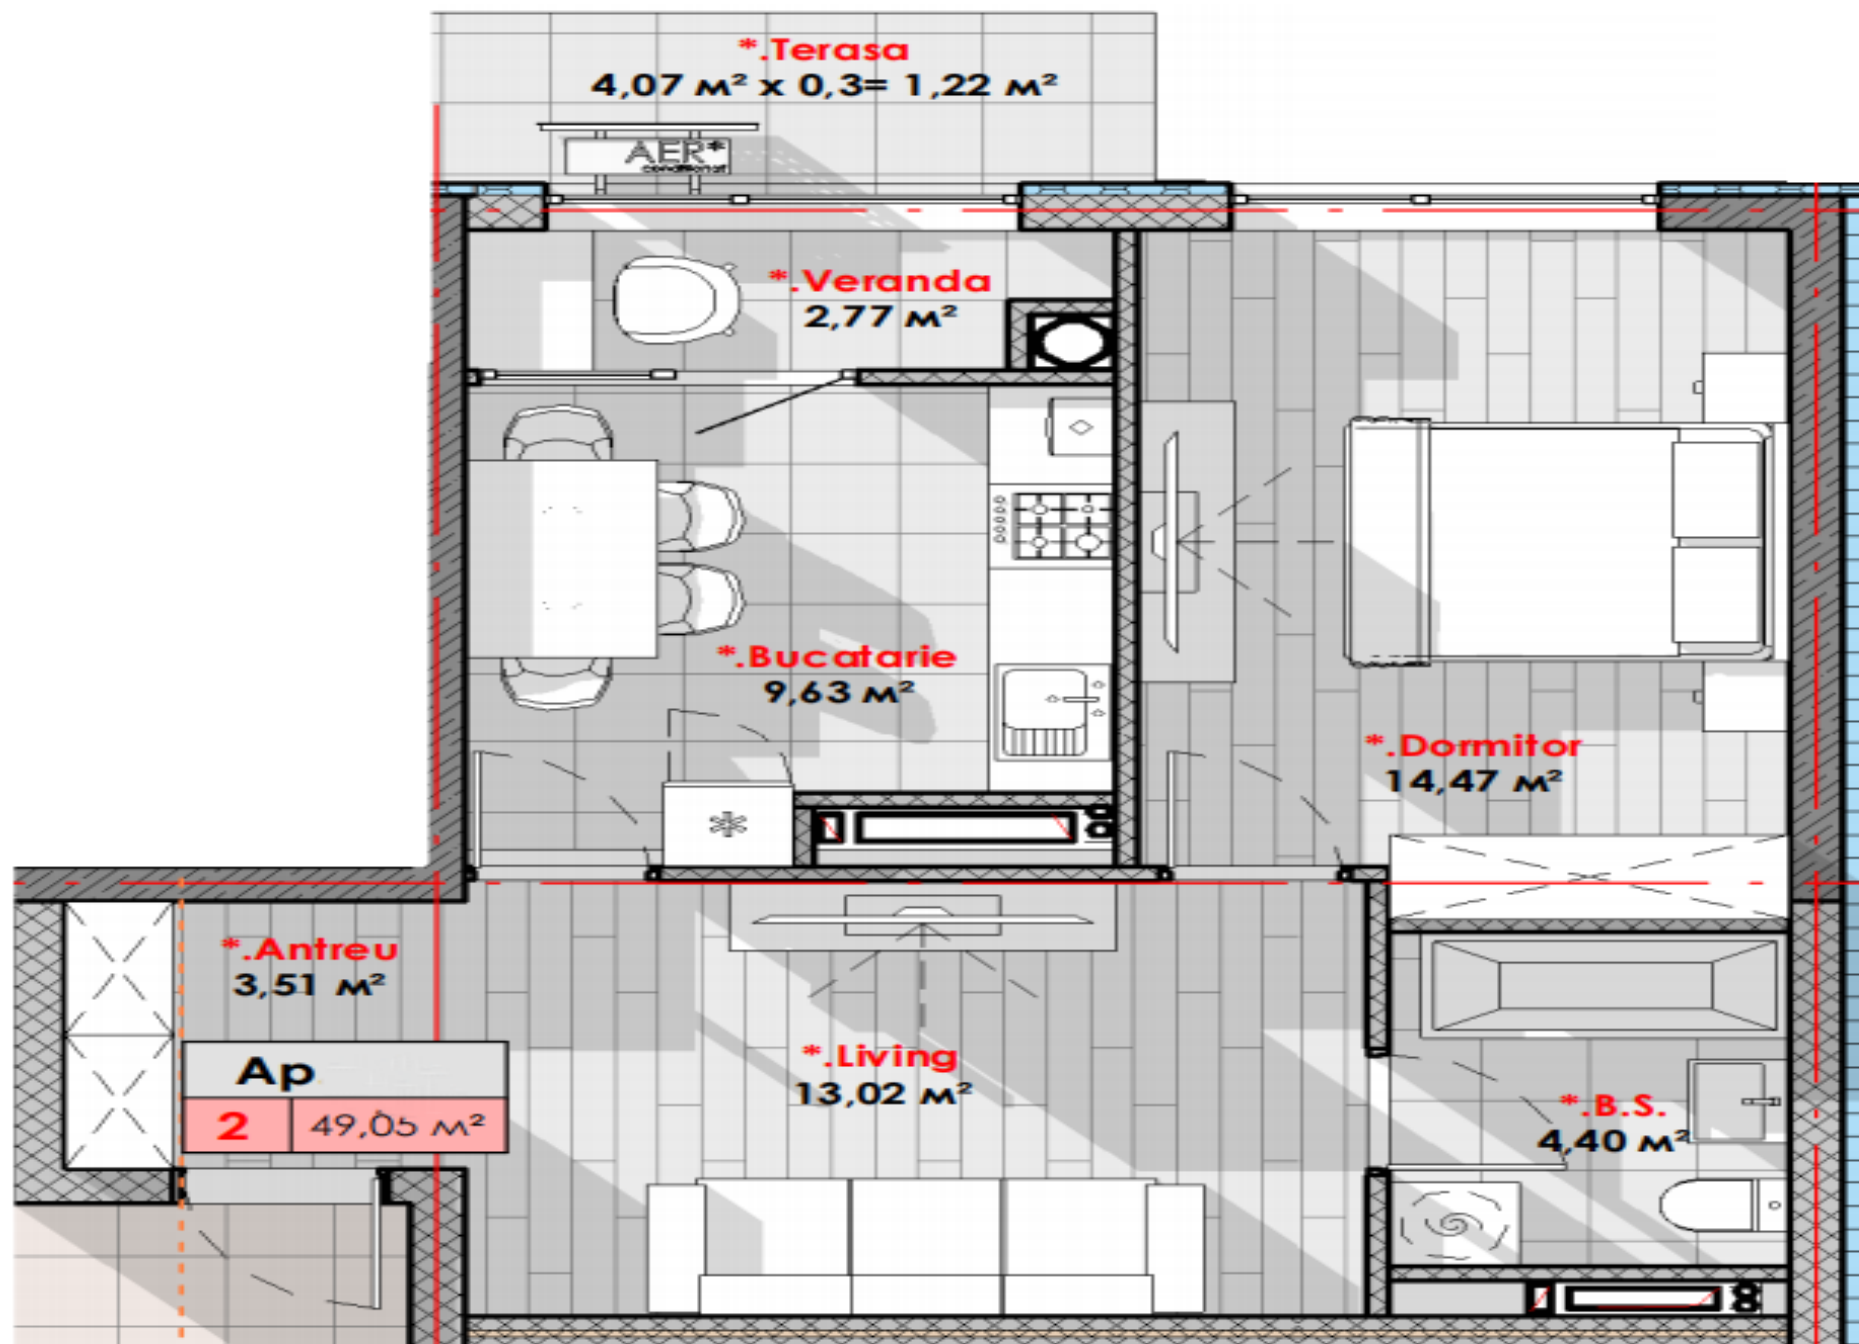 *.Terasa
4,07 м² x 0,3= 1,22 м²
AER*
conditionat
*.Veranda
2,77 м²
*.Bucatarie
9,63 м²
*.Dormitor
14,47 м²
*.Antreu
3,51 м²
Ap
2 49,05 м²
*.Living
13,02 м²
*.B.S.
4,40 м²